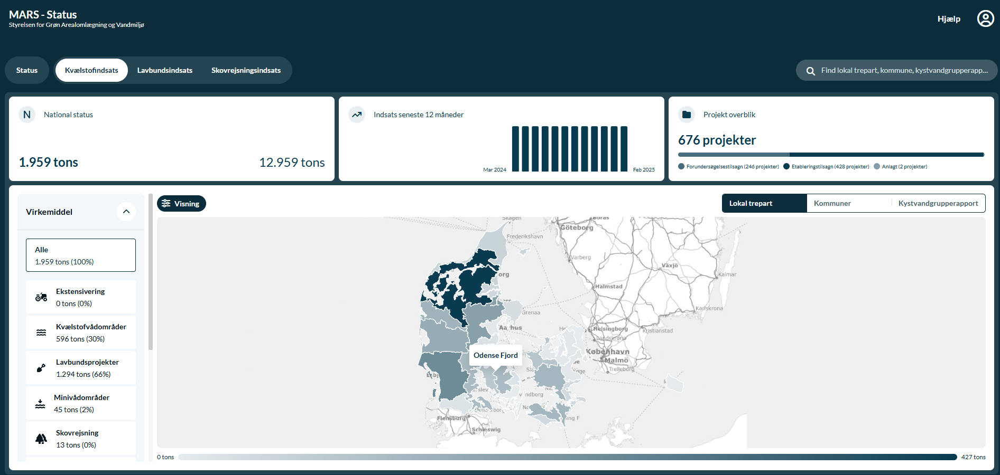 MARS - Status
Styrelsen for Grøn Arealomlægning og Vandmiljø
Hjælp
Status
Kvælstofindsats
Lavbundsindsats
Skovrejsningsindsats
Find lokal trepart, kommune, kystvandgrupperapp...
N
National status
1.959 tons
12.959 tons
Indsats seneste 12 måneder
Mar 2024
Feb 2025
Projekt overblik
676 projekter
Forundersøgelsestilsagn (246 projekter)
Etableringstilsagn (428 projekter)
Anlagt (2 projekter)
Virkemiddel
Alle
1.959 tons (100%)
Ekstensivering
0 tons (0%)
Kvælstofvådområder
596 tons (30%)
Lavbundsprojekter
1.294 tons (66%)
Minivådområder
45 tons (2%)
Skovrejsning
13 tons (0%)
Visning
Lokal trepart
Kommuner
Kystvandgrupperapport
Skagen
Frederikshavn
Göteborg
Borås
Varberg
Växjö
Kalmar
org
Halmstad
Karlskrona
Grenaa
Aa hus
Helsingborg
Kristianstad
Landskrona
København
Malmö
Trelleborg
Odense Fjord
Flensburg
Schleswig
0 tons
427 tons